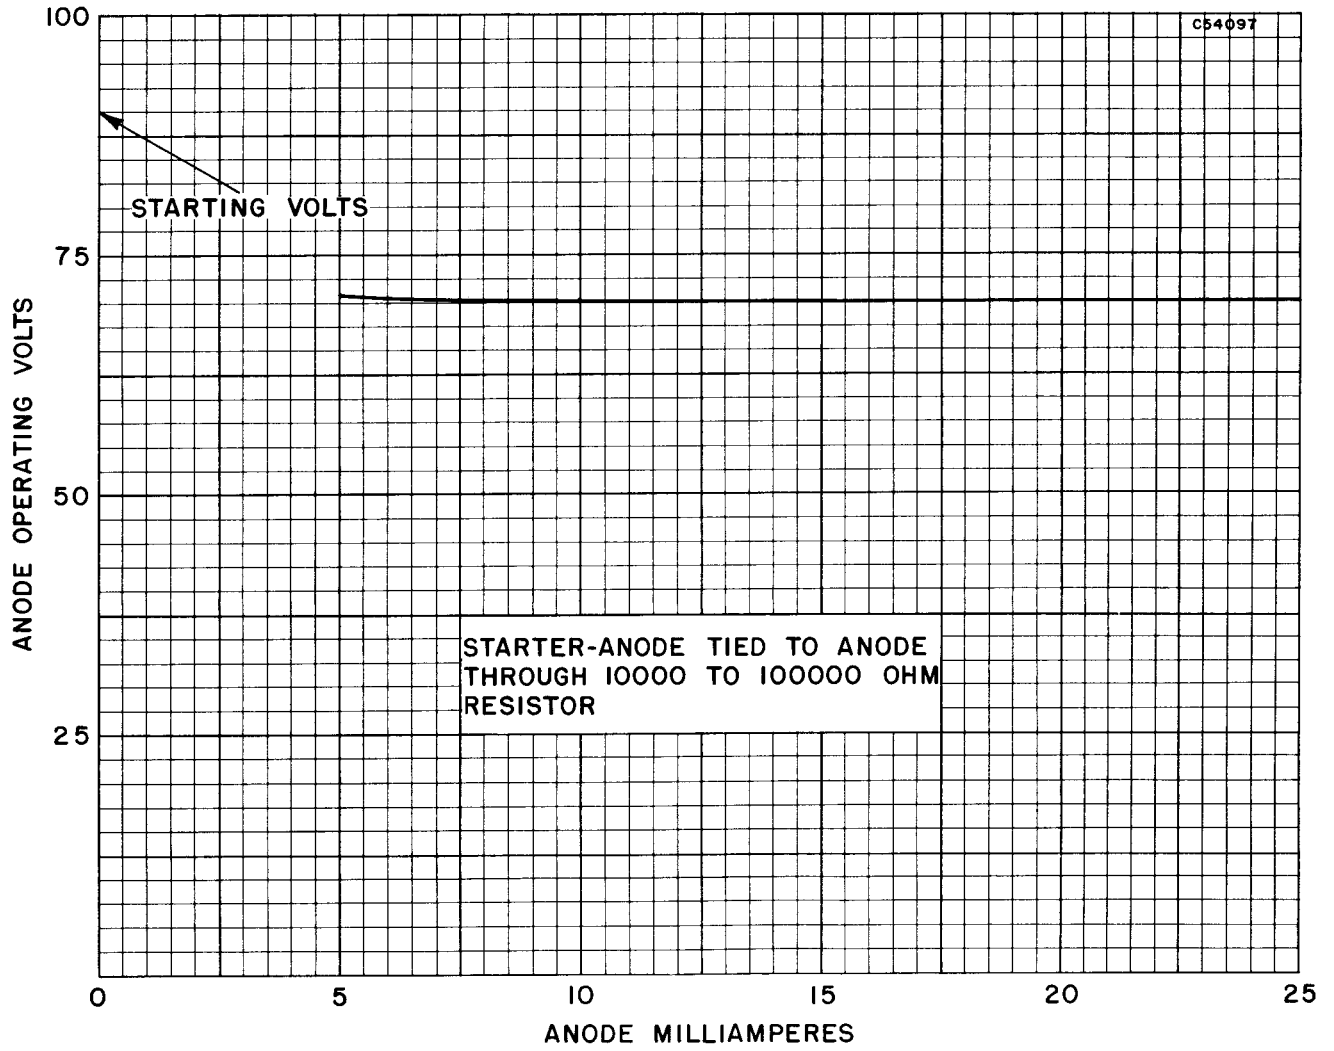 100
C54097
STARTING VOLTS
75
50
STARTER-ANODE TIED TO ANODE
THROUGH 10000 TO 100000 OHM
RESISTOR
25
ANODE OPERATING VOLTS
0 5 10 15 20 25
ANODE MILLIAMPERES